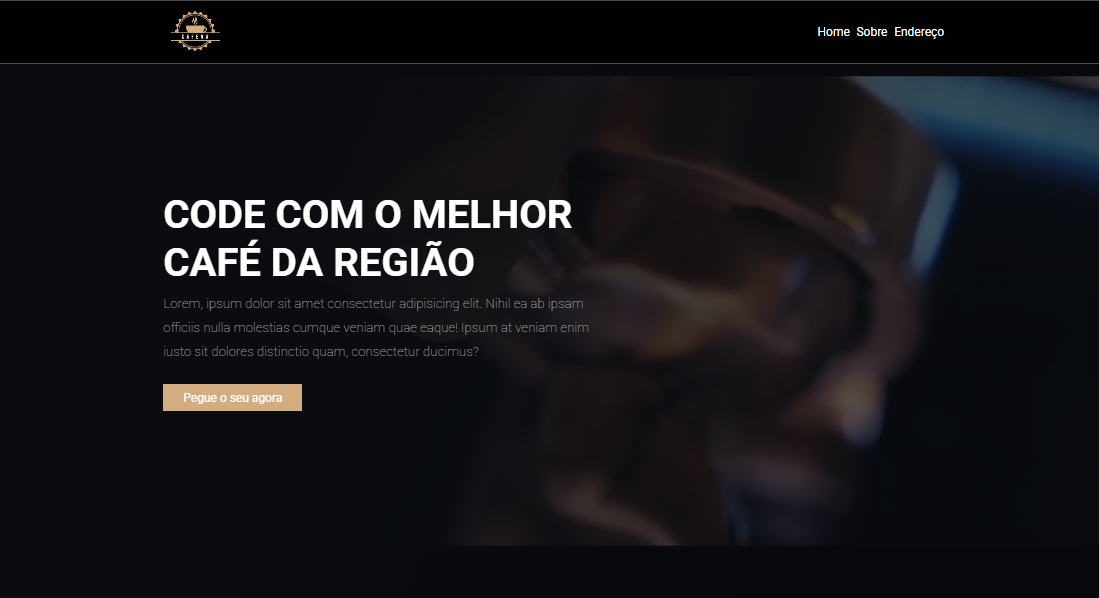 CAFENA
Home Sobre Endereço
CODE COM O MELHOR
CAFÉ DA REGIÃO
Lorem, ipsum dolor sit amet consectetur adipisicing elit. Nihil ea ab ipsam
officiis nulla molestias cumque veniam quae eaque! Ipsum at veniam enim
iusto sit dolores distinctio quam, consectetur ducimus?
Pegue o seu agora